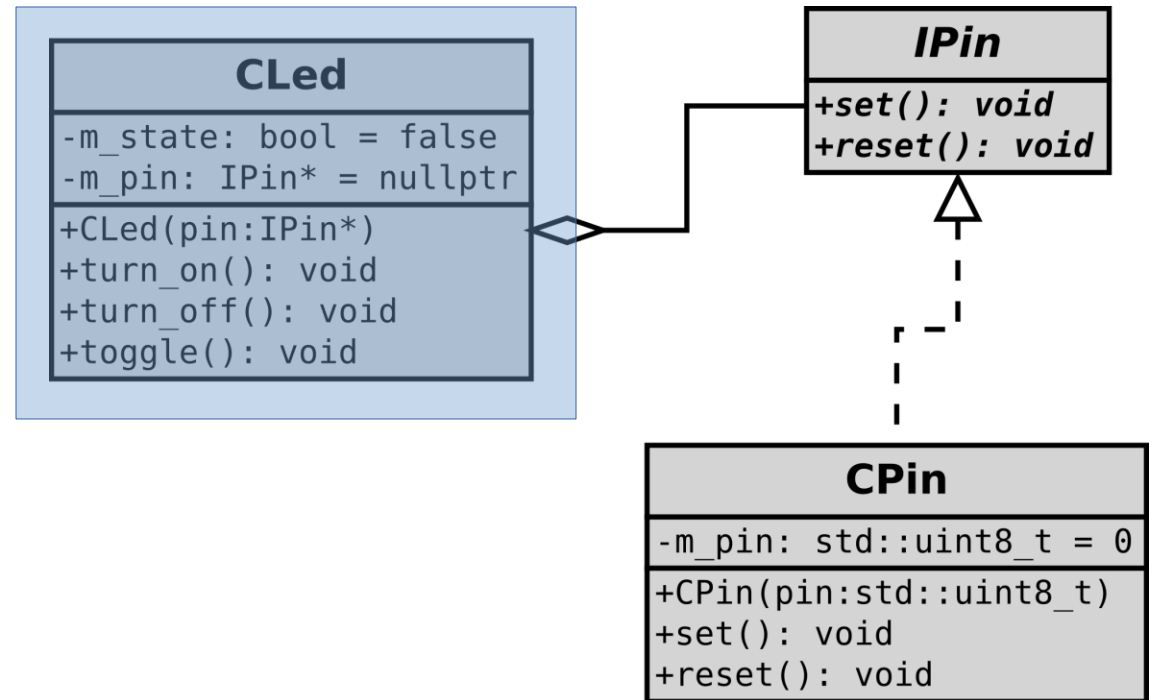 CLed
-m_state: bool = false
-m_pin: IPin* = nullptr
+CLed(pin:IPin*)
+turn_on(): void
+turn_off(): void
+toggle(): void
IPin
+set(): void
+reset(): void
CPin
-m_pin: std::uint8_t = 0
+CPin(pin:std::uint8_t)
+set(): void
+reset(): void